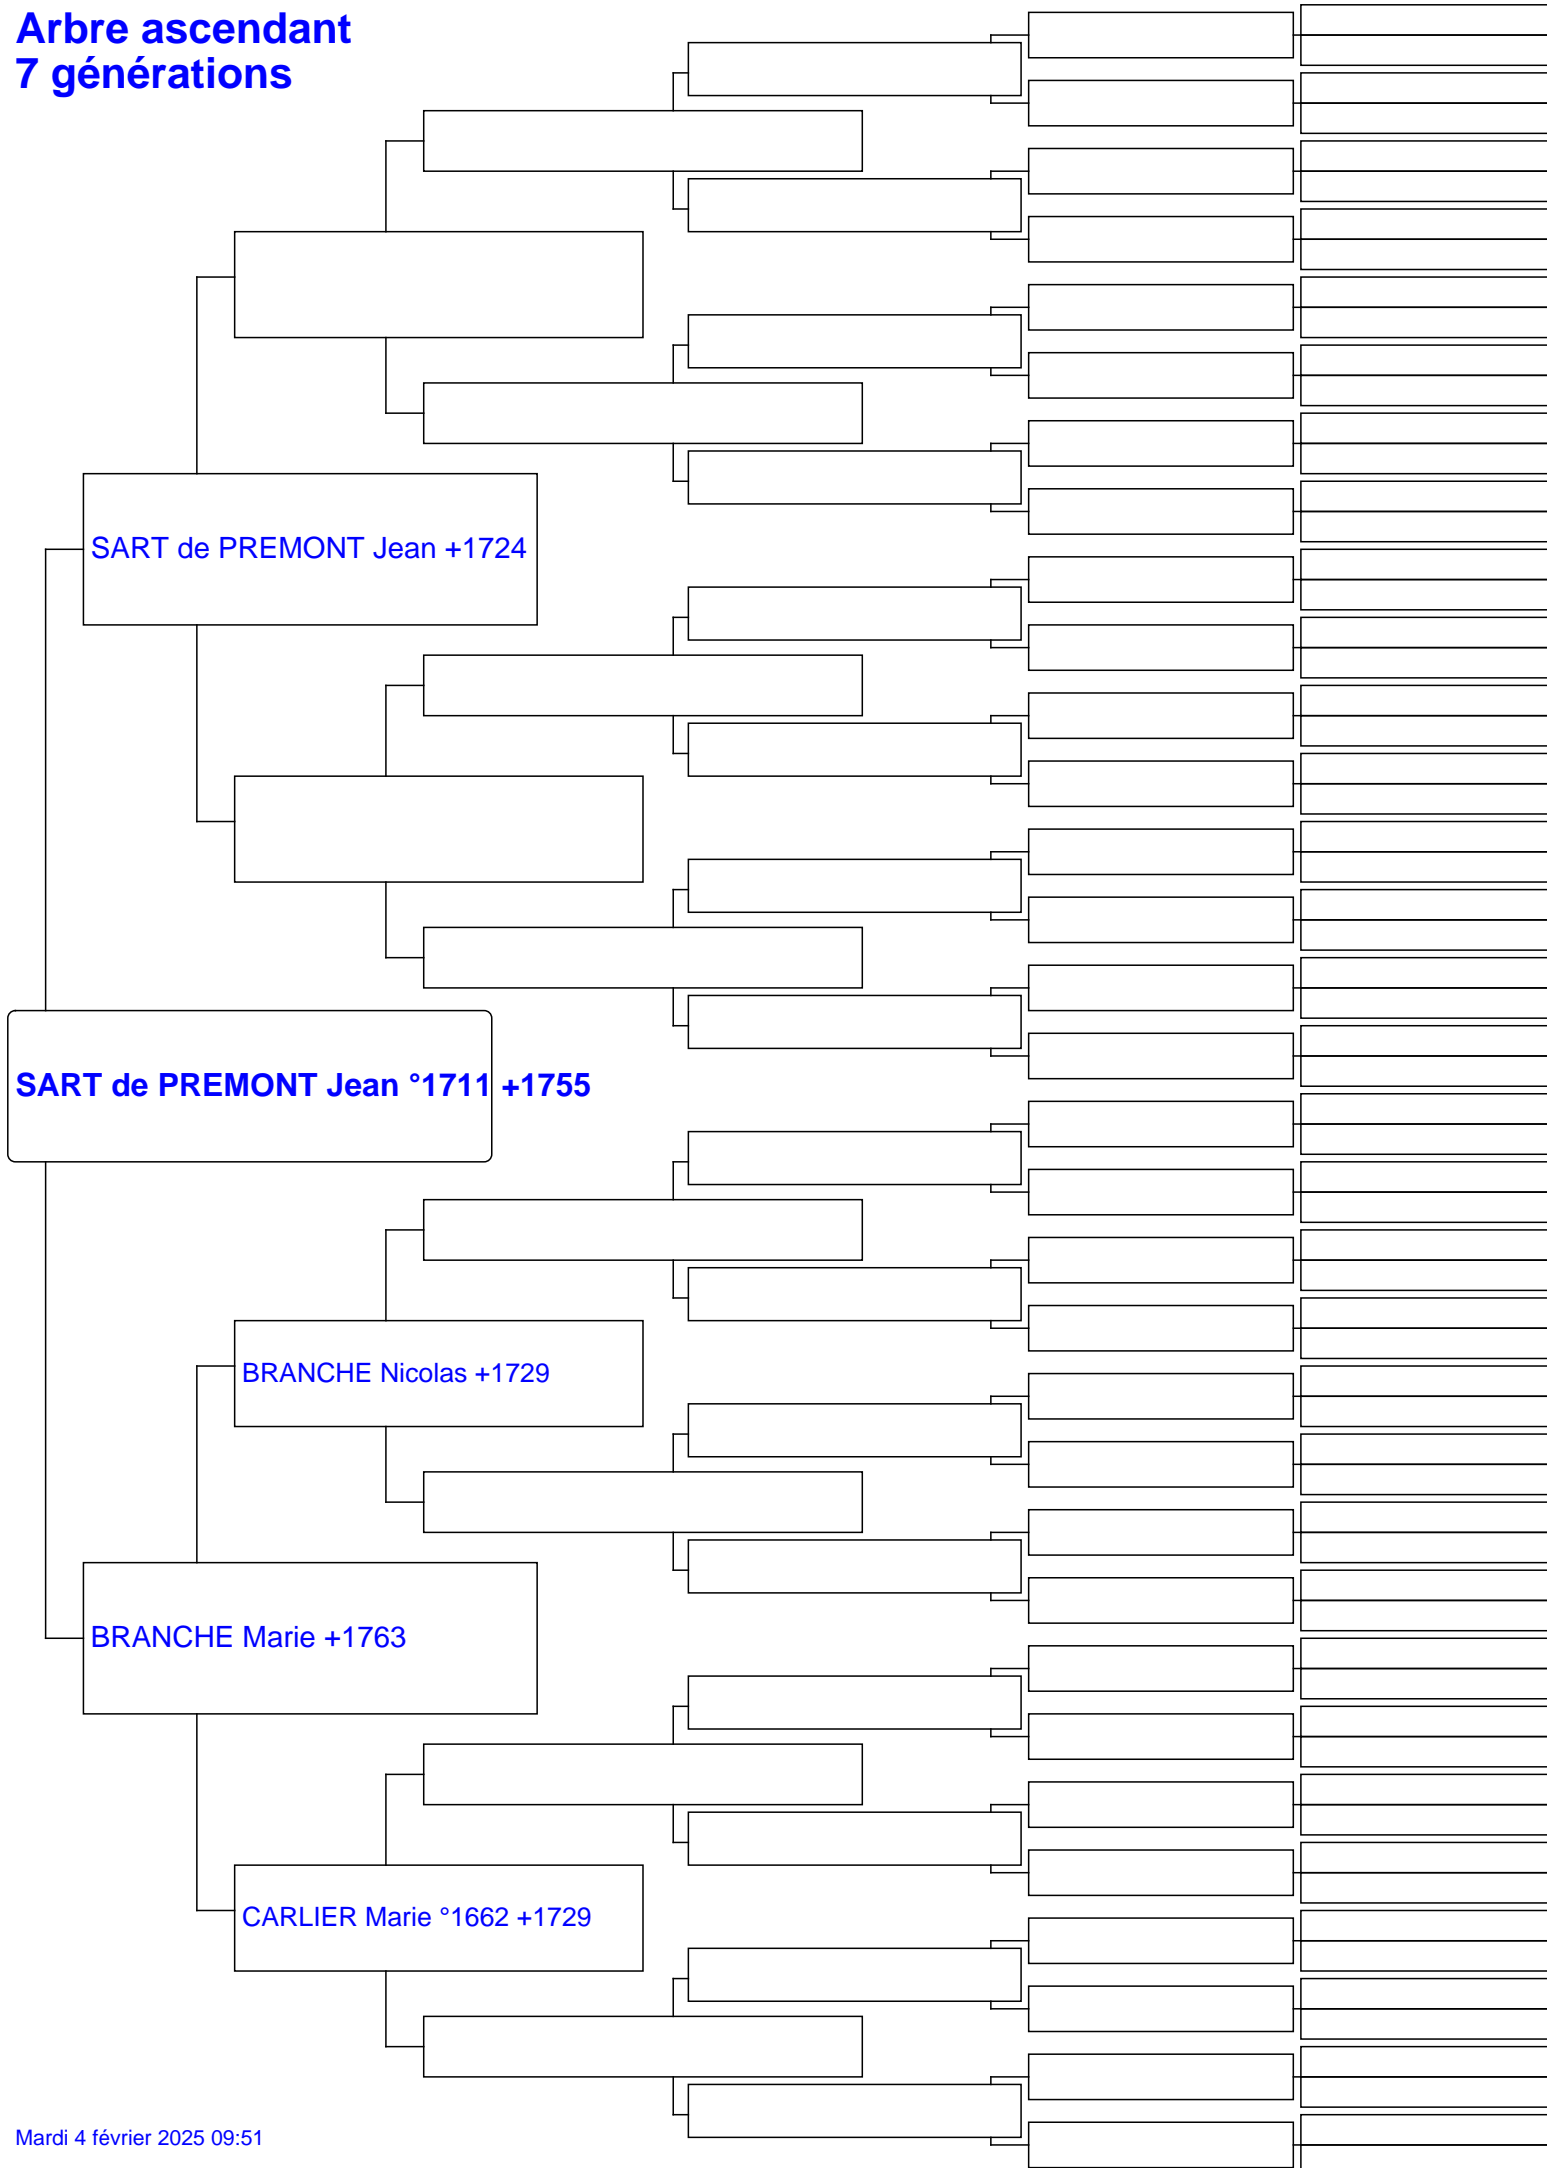 Arbre ascendant
7 générations
SART de PREMONT Jean +1724
SART de PREMONT Jean °1711 +1755
BRANCHE Nicolas +1729
BRANCHE Marie +1763
CARLIER Marie °1662 +1729
Mardi 4 février 2025 09:51